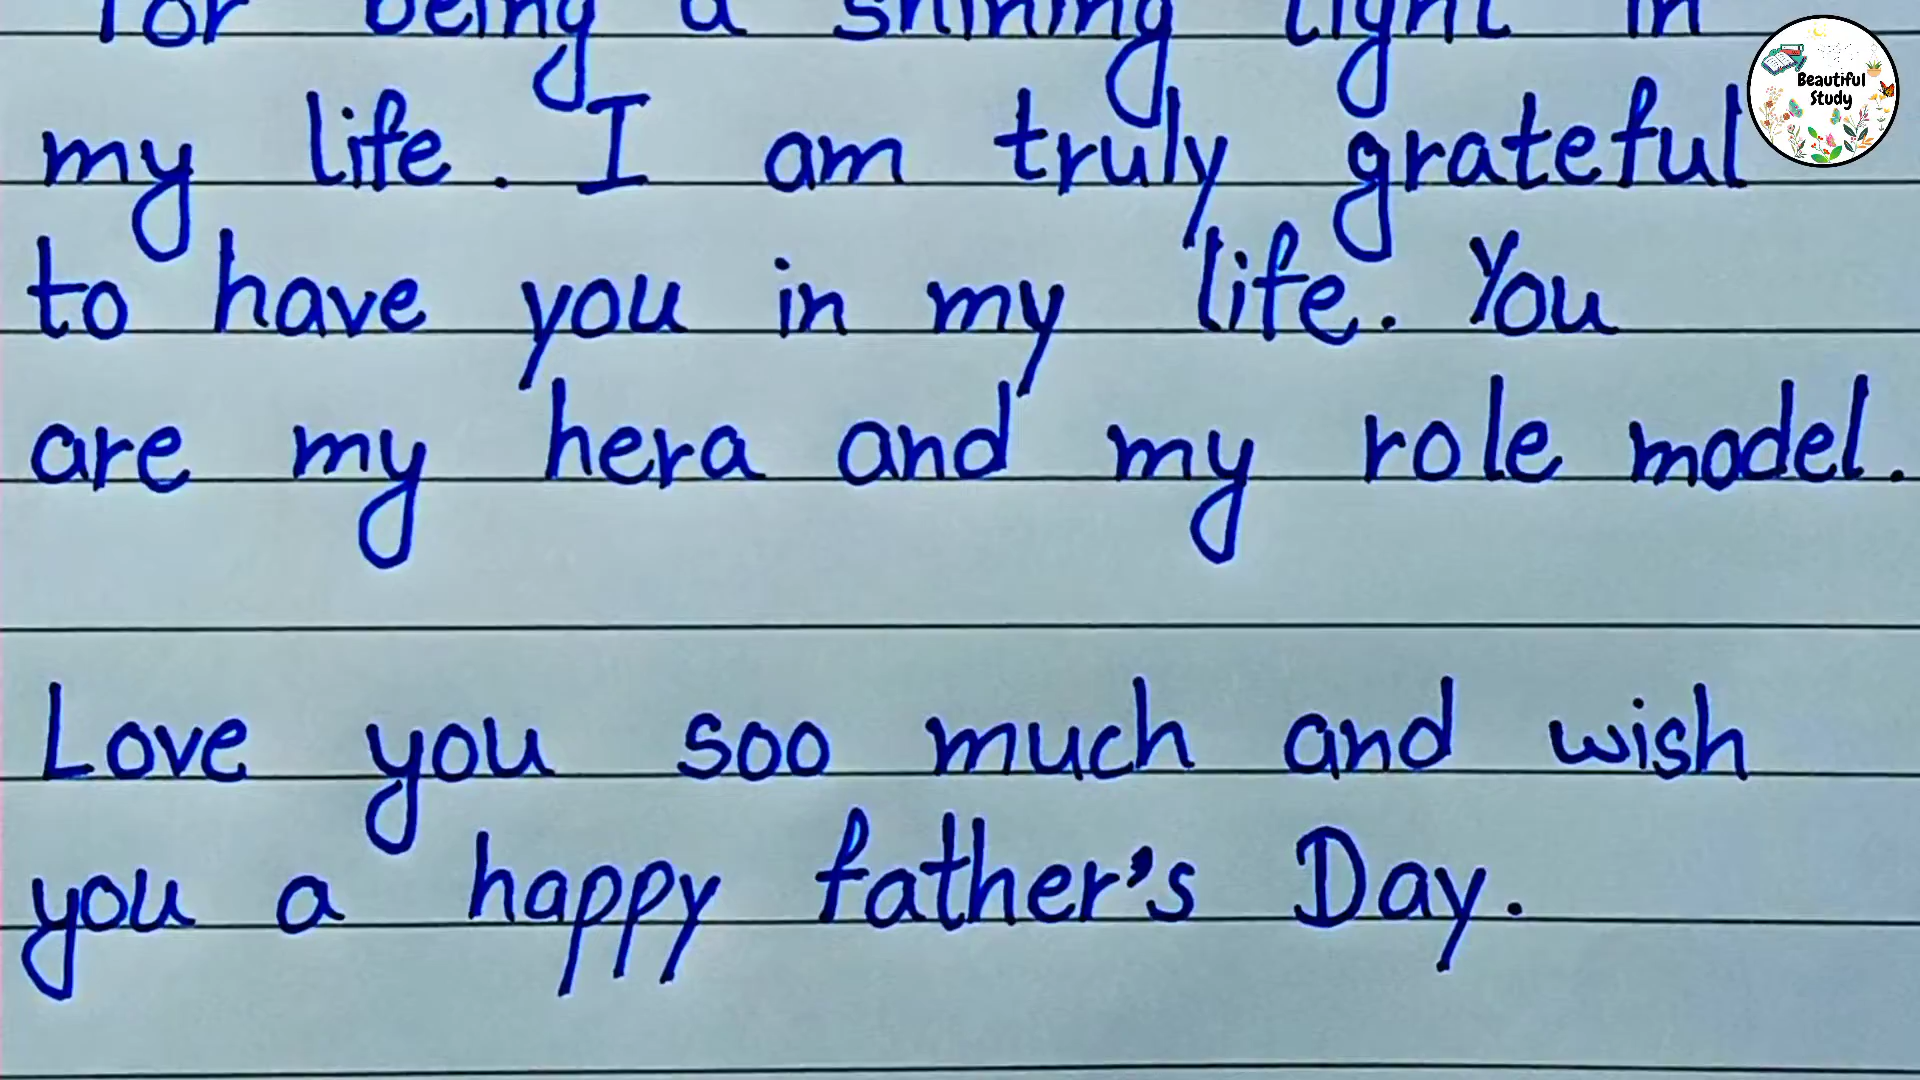 for being a shining light in
my life. I am truly grateful
to have you in my life. You
are my hera and my role model.
Love you soo much and wish
you a happy father's Day.
Beautiful
Study